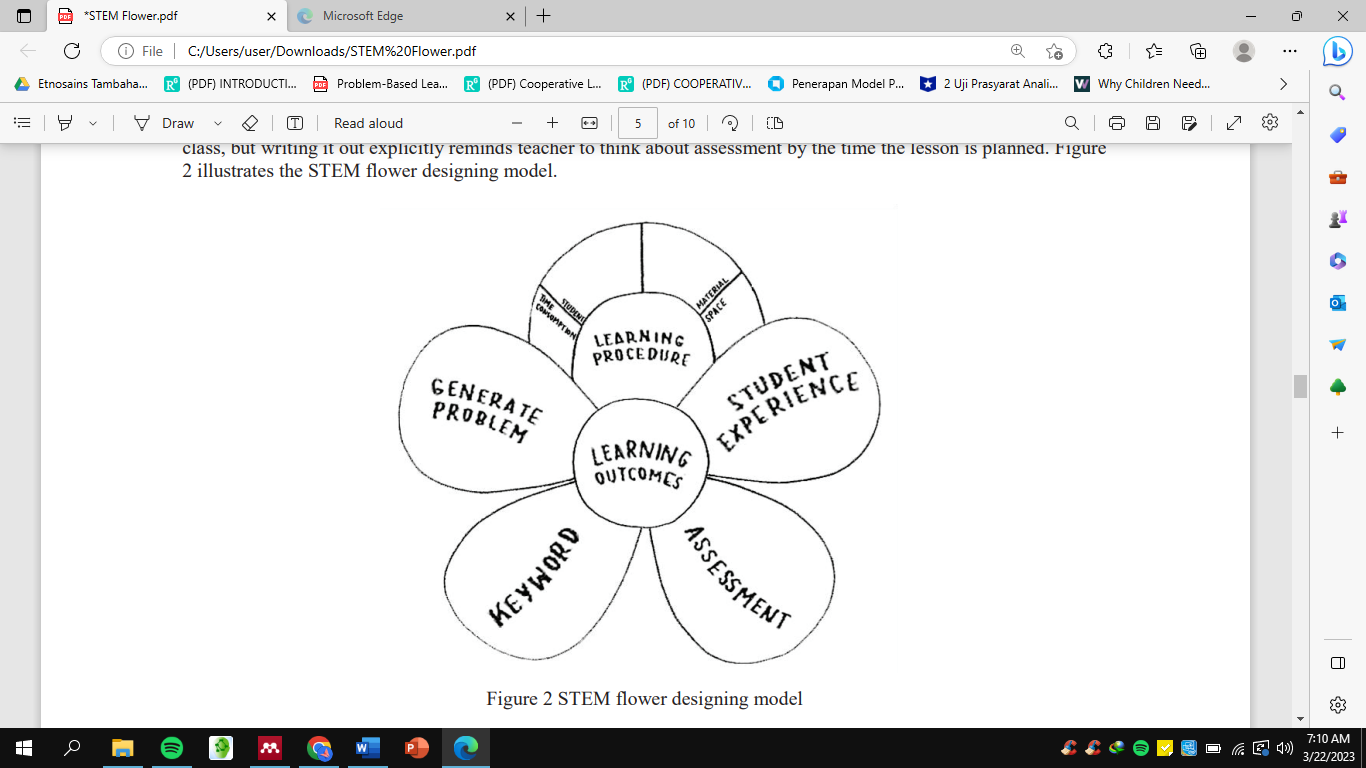 *STEM Flower.pdf
Microsoft Edge
File
C:/Users/user/Downloads/STEM%20Flower.pdf
Etnosains Tambaha...
(PDF) INTRODUCTI...
Problem-Based Lea...
(PDF) Cooperative L...
(PDF) COOPERATIV...
Penerapan Model P...
2 Uji Prasyarat Anali...
Why Children Need...
Draw
Read aloud
5
of 10
class, but writing it out explicitly reminds teacher to think about assessment by the time the lesson is planned. Figure
2 illustrates the STEM flower designing model.
TIME
CONSOMPTION
STUDENT
MATERIAL
SPACE
LEARNING
PROCEDURE
GENERATE
PROBLEM
STUDENT
EXPERIENCE
LEARNING
OUTCOMES
KEYWORD
ASSESSMENT
Figure 2 STEM flower designing model
7:10 AM
3/22/2023